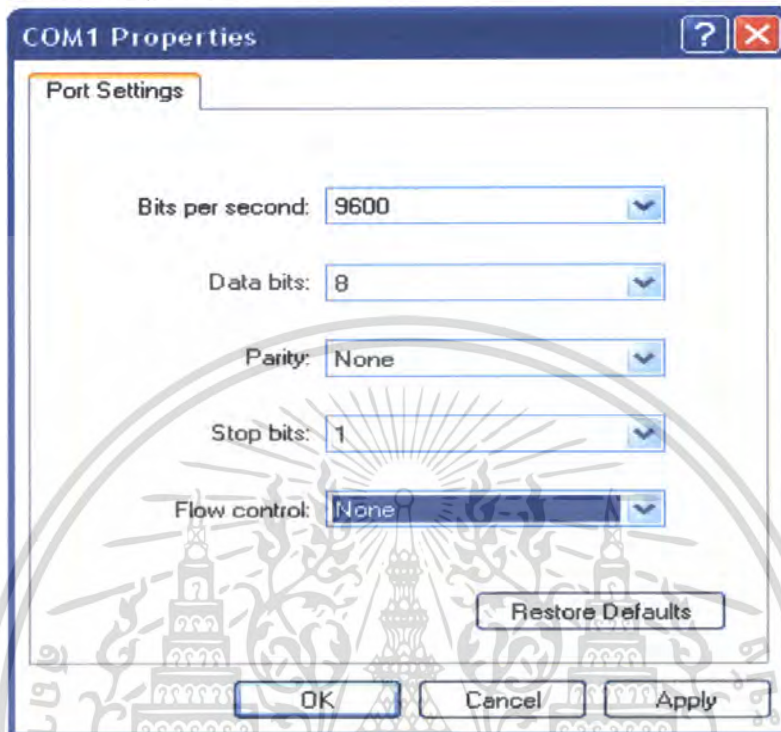 COM1 Properties
Port Settings
Bits per second: 9600
Data bits: 8
Parity: None
Stop bits: 1
Flow control: None
Restore Defaults
OK Cancel Apply